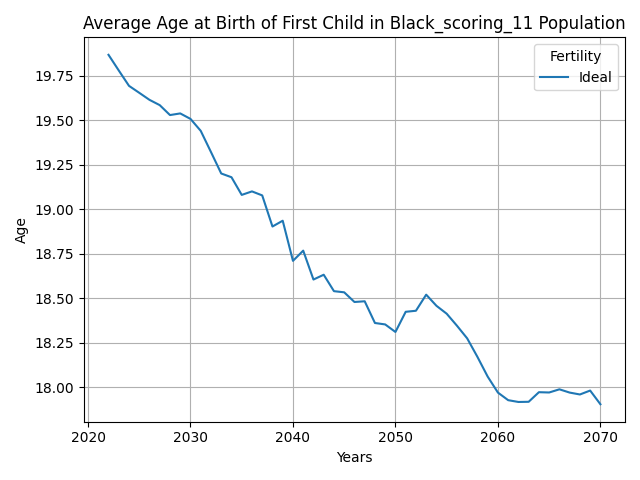 Average Age at Birth of First Child in Black_scoring_11 Population
Fertility
Ideal
19.75
19.50
19.25
19.00
18.75
18.50
18.25
18.00
Age
2020 2030 2040 2050 2060 2070
Years